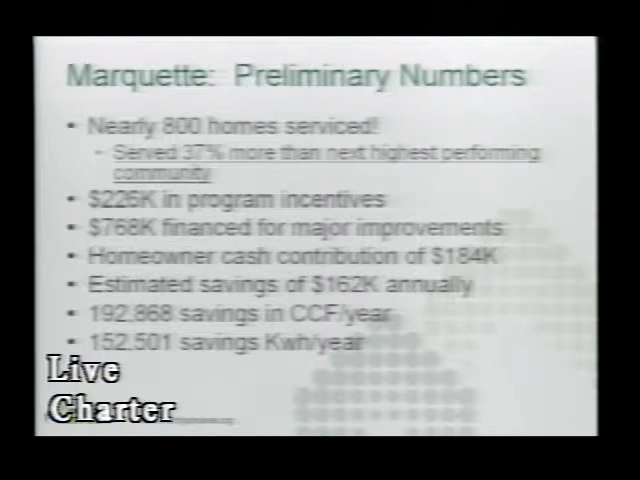 Marquette: Preliminary Numbers
• Nearly 800 homes serviced!
- Served 37% more than next highest performing
community
• $226K in program incentives
• $768K financed for major improvements
• Homeowner cash contribution of $184K
• Estimated savings of $162K annually
• 192,868 savings in CCF/year
• 152,501 savings Kwh/year
Live
Charter